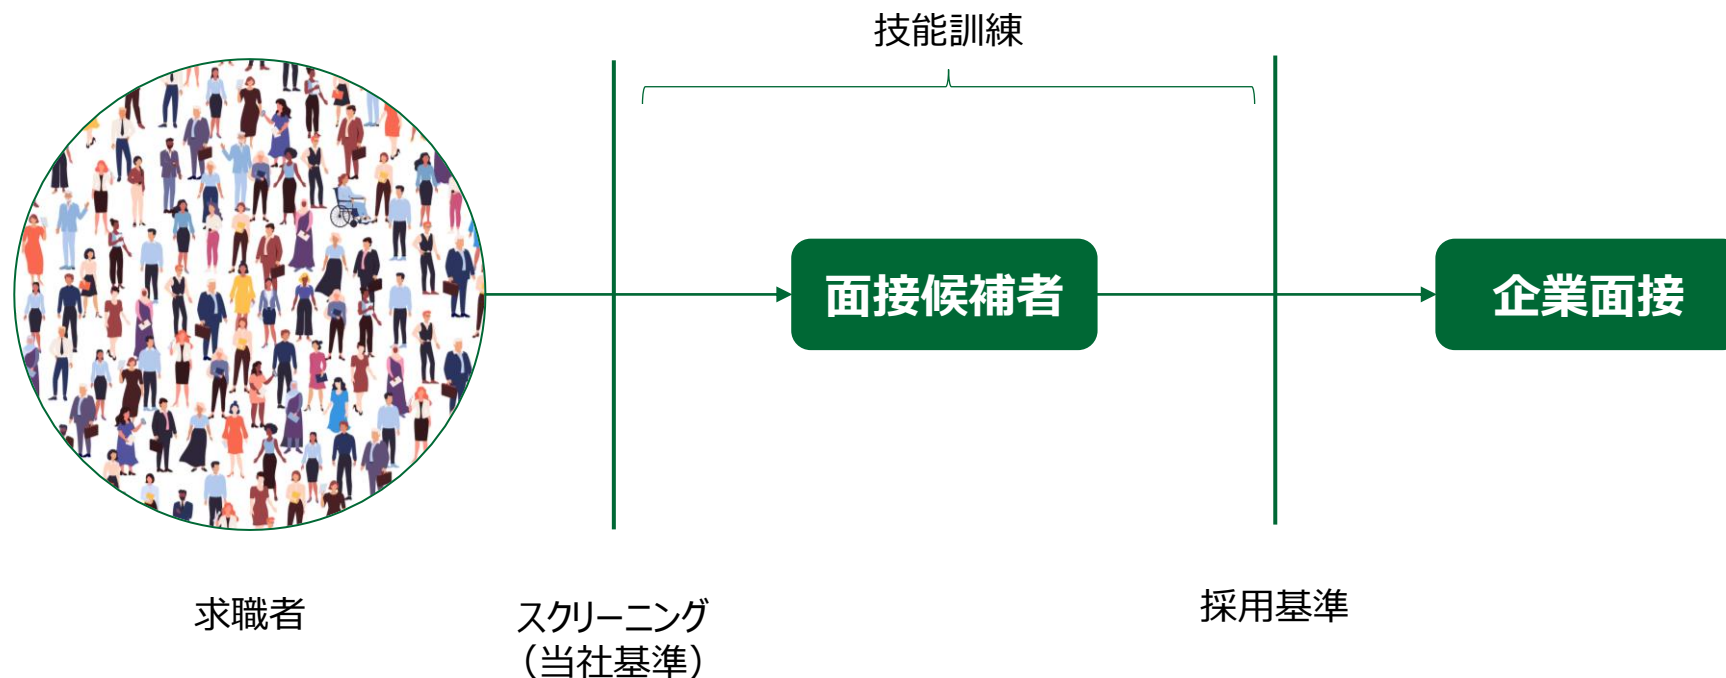 技能訓練
面接候補者
企業面接
求職者
スクリーニング
（当社基準）
採用基準